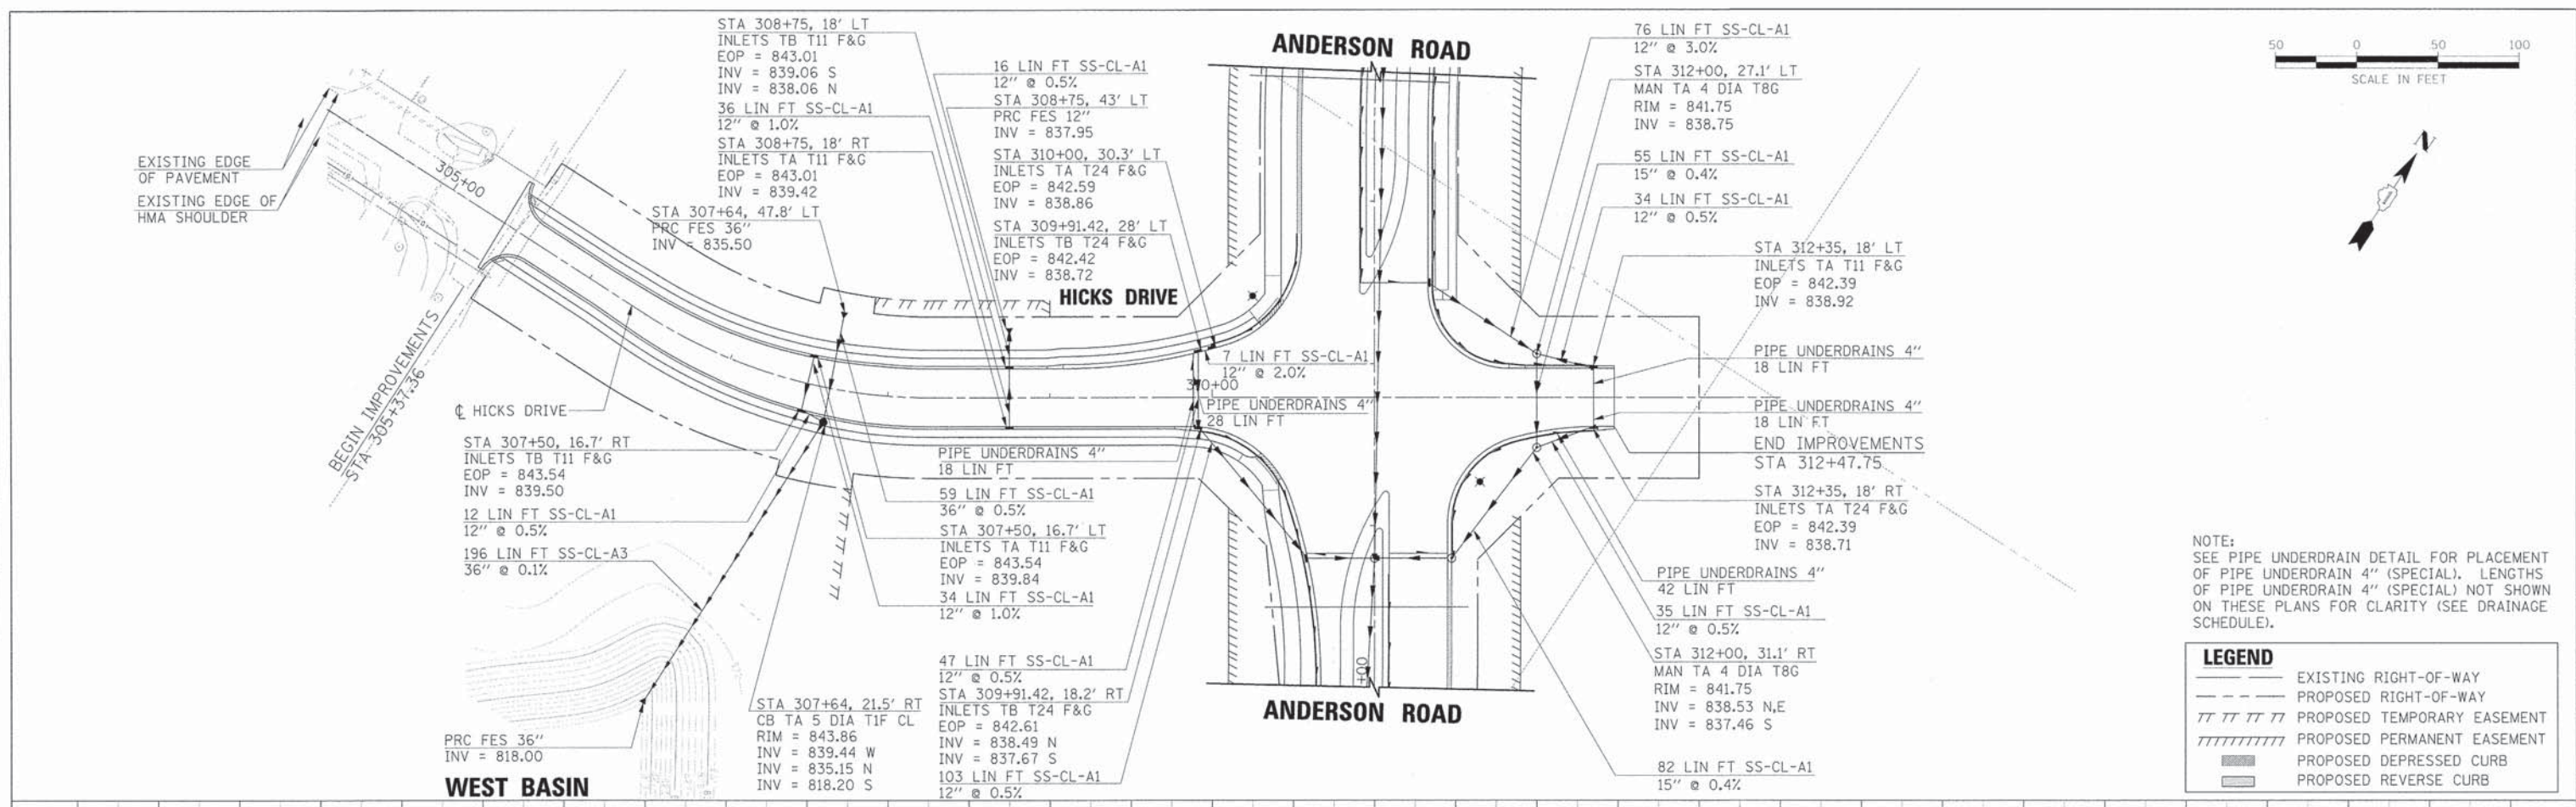 ANDERSON ROAD
50 0 50 100
SCALE IN FEET
N
EXISTING EDGE
OF PAVEMENT
EXISTING EDGE OF
HMA SHOULDER
305+00
BEGIN IMPROVEMENTS
STA 305+37.36
STA 308+75, 18' LT
INLETS TB T11 F&G
EOP = 843.01
INV = 839.06 S
INV = 838.06 N
36 LIN FT SS-CL-A1
12" @ 1.0%
STA 308+75, 18' RT
INLETS TA T11 F&G
EOP = 843.01
INV = 839.42
STA 307+64, 47.8' LT
PRC FES 36"
INV = 835.50
16 LIN FT SS-CL-A1
12" @ 0.5%
STA 308+75, 43' LT
PRC FES 12"
INV = 837.95
STA 310+00, 30.3' LT
INLETS TA T24 F&G
EOP = 842.59
INV = 838.86
STA 309+91.42, 28' LT
INLETS TB T24 F&G
EOP = 842.42
INV = 838.72
HICKS DRIVE
76 LIN FT SS-CL-A1
12" @ 3.0%
STA 312+00, 27.1' LT
MAN TA 4 DIA T8G
RIM = 841.75
INV = 838.75
55 LIN FT SS-CL-A1
15" @ 0.4%
34 LIN FT SS-CL-A1
12" @ 0.5%
STA 312+35, 18' LT
INLETS TA T11 F&G
EOP = 842.39
INV = 838.92
PIPE UNDERDRAINS 4"
18 LIN FT
PIPE UNDERDRAINS 4"
18 LIN FT
END IMPROVEMENTS
STA 312+47.75
STA 312+35, 18' RT
INLETS TA T24 F&G
EOP = 842.39
INV = 838.71
PIPE UNDERDRAINS 4"
42 LIN FT
35 LIN FT SS-CL-A1
12" @ 0.5%
STA 312+00, 31.1' RT
MAN TA 4 DIA T8G
RIM = 841.75
INV = 838.53 N,E
INV = 837.46 S
82 LIN FT SS-CL-A1
15" @ 0.4%
7 LIN FT SS-CL-A1
12" @ 2.0%
310+00
PIPE UNDERDRAINS 4"
28 LIN FT
℄ HICKS DRIVE
STA 307+50, 16.7' RT
INLETS TB T11 F&G
EOP = 843.54
INV = 839.50
12 LIN FT SS-CL-A1
12" @ 0.5%
196 LIN FT SS-CL-A3
36" @ 0.1%
PRC FES 36"
INV = 818.00
WEST BASIN
STA 307+64, 21.5' RT
CB TA 5 DIA T1F CL
RIM = 843.86
INV = 839.44 W
INV = 835.15 N
INV = 818.20 S
PIPE UNDERDRAINS 4"
18 LIN FT
59 LIN FT SS-CL-A1
36" @ 0.5%
STA 307+50, 16.7' LT
INLETS TA T11 F&G
EOP = 843.54
INV = 839.84
34 LIN FT SS-CL-A1
12" @ 1.0%
47 LIN FT SS-CL-A1
12" @ 0.5%
STA 309+91.42, 18.2' RT
INLETS TB T24 F&G
EOP = 842.61
INV = 838.49 N
INV = 837.67 S
103 LIN FT SS-CL-A1
12" @ 0.5%
+00
ANDERSON ROAD
NOTE:
SEE PIPE UNDERDRAIN DETAIL FOR PLACEMENT
OF PIPE UNDERDRAIN 4" (SPECIAL). LENGTHS
OF PIPE UNDERDRAIN 4" (SPECIAL) NOT SHOWN
ON THESE PLANS FOR CLARITY (SEE DRAINAGE
SCHEDULE).
LEGEND
EXISTING RIGHT-OF-WAY
PROPOSED RIGHT-OF-WAY
PROPOSED TEMPORARY EASEMENT
PROPOSED PERMANENT EASEMENT
PROPOSED DEPRESSED CURB
PROPOSED REVERSE CURB